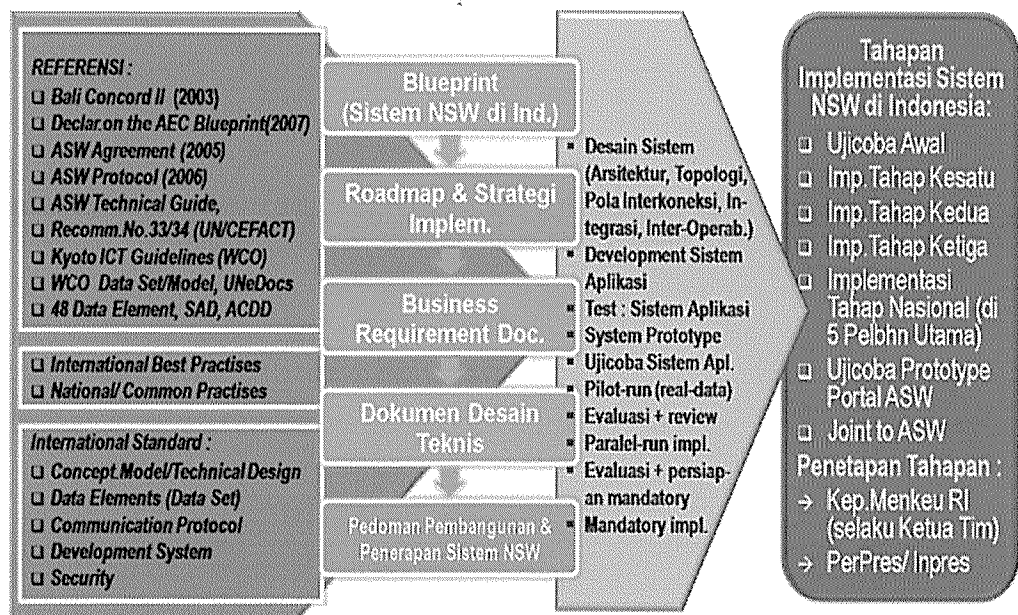 REFERENSI :
❑ Bali Concord II (2003)
❑ Declar.on the AEC Blueprint(2007)
❑ ASW Agreement (2005)
❑ ASW Protocol (2006)
❑ ASW Technical Guide,
❑ Recomm.No.33/34 (UN/CEFACT)
❑ Kyoto ICT Guidelines (WCO)
❑ WCO Data Set/Model, UNeDocs
❑ 48 Data Element, SAD, ACDD
❑ International Best Practises
❑ National/ Common Practises
International Standard :
❑ Concept.Model/Technical Design
❑ Data Elements (Data Set)
❑ Communication Protocol
❑ Development System
❑ Security
Blueprint
(Sistem NSW di Ind.)
Roadmap & Strategi
Implem.
Business
Requirement Doc.
Dokumen Desain
Teknis
Pedoman Pembangunan &
Penerapan Sistem NSW
▪ Desain Sistem
(Arsitektur, Topologi,
Pola Interkoneksi, In-
tegrasi, Inter-Operab.)
▪ Development Sistem
Aplikasi
▪ Test : Sistem Aplikasi
▪ System Prototype
▪ Ujicoba Sistem Apl.
▪ Pilot-run (real-data)
▪ Evaluasi + review
▪ Paralel-run impl.
▪ Evaluasi + persiap-
an mandatory
▪ Mandatory impl.
Tahapan
Implementasi Sistem
NSW di Indonesia:
❑ Ujicoba Awal
❑ Imp.Tahap Kesatu
❑ Imp.Tahap Kedua
❑ Imp.Tahap Ketiga
❑ Implementasi
Tahap Nasional (di
5 Pelbhn Utama)
❑ Ujicoba Prototype
Portal ASW
❑ Joint to ASW
Penetapan Tahapan :
→ Kep.Menkeu RI
(selaku Ketua Tim)
→ PerPres/ Inpres